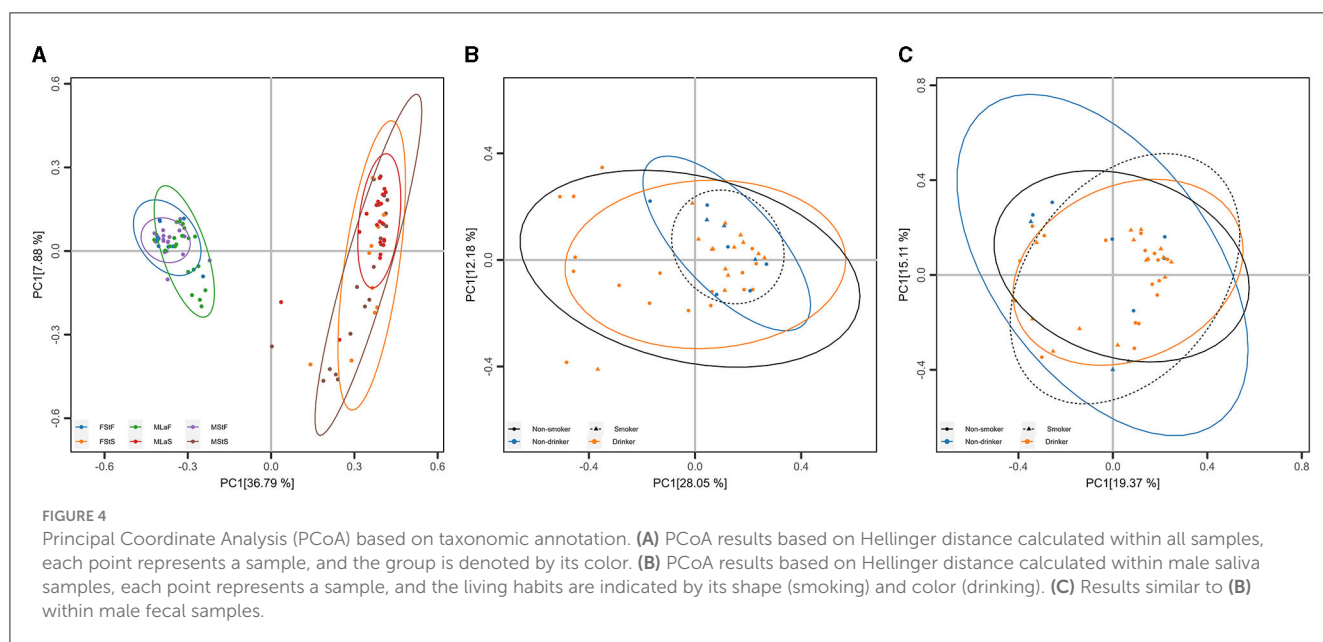 A
B
C
0.6
0.3
0.0
-0.3
-0.6
PC1[7.88 %]
-0.6
-0.3
0.0
0.3
0.6
PC1[36.79 %]
FStF
MLaF
MStF
FStS
MLaS
MStS
0.4
0.0
-0.4
PC1[12.18 %]
-0.4
0.0
0.4
PC1[28.05 %]
Non-smoker
Smoker
Non-drinker
Drinker
0.8
0.4
0.0
-0.4
PC1[15.11 %]
-0.4
0.0
0.4
0.8
PC1[19.37 %]
Non-smoker
Smoker
Non-drinker
Drinker
FIGURE 4
Principal Coordinate Analysis (PCoA) based on taxonomic annotation. (A) PCoA results based on Hellinger distance calculated within all samples,
each point represents a sample, and the group is denoted by its color. (B) PCoA results based on Hellinger distance calculated within male saliva
samples, each point represents a sample, and the living habits are indicated by its shape (smoking) and color (drinking). (C) Results similar to (B)
within male fecal samples.